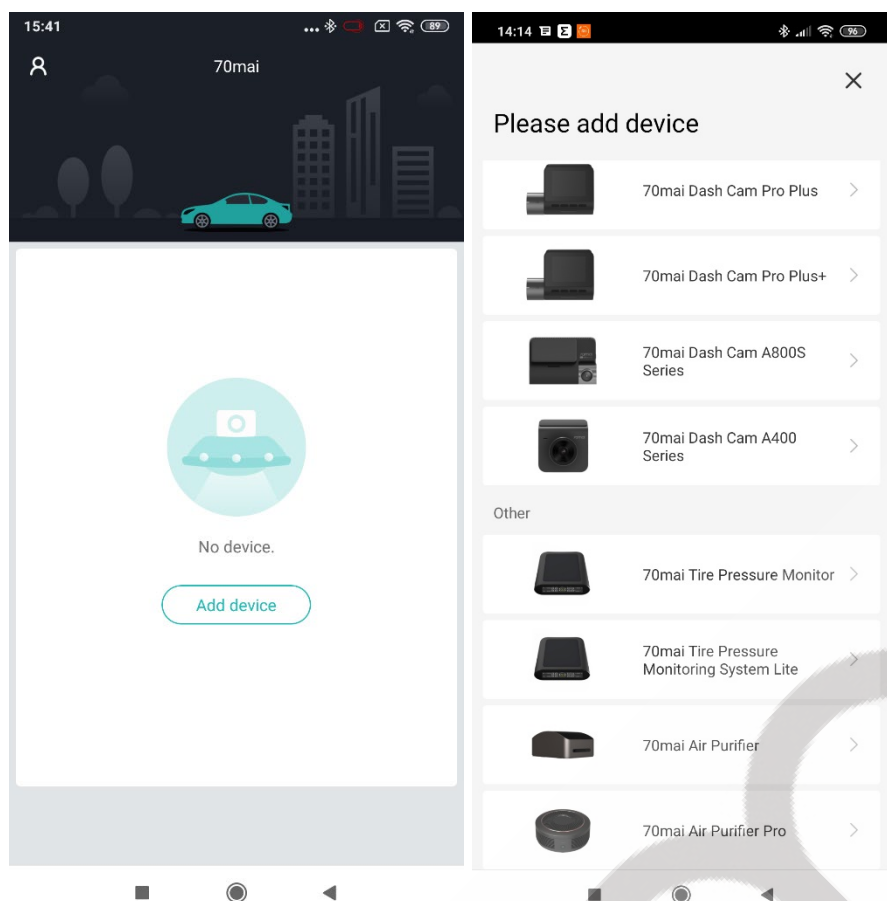 15:41
89
70mai
No device.
Add device
14:14
96
Please add device
70mai Dash Cam Pro Plus
70mai Dash Cam Pro Plus+
70mai Dash Cam A800S
Series
70mai Dash Cam A400
Series
Other
70mai Tire Pressure Monitor
70mai Tire Pressure
Monitoring System Lite
70mai Air Purifier
70mai Air Purifier Pro